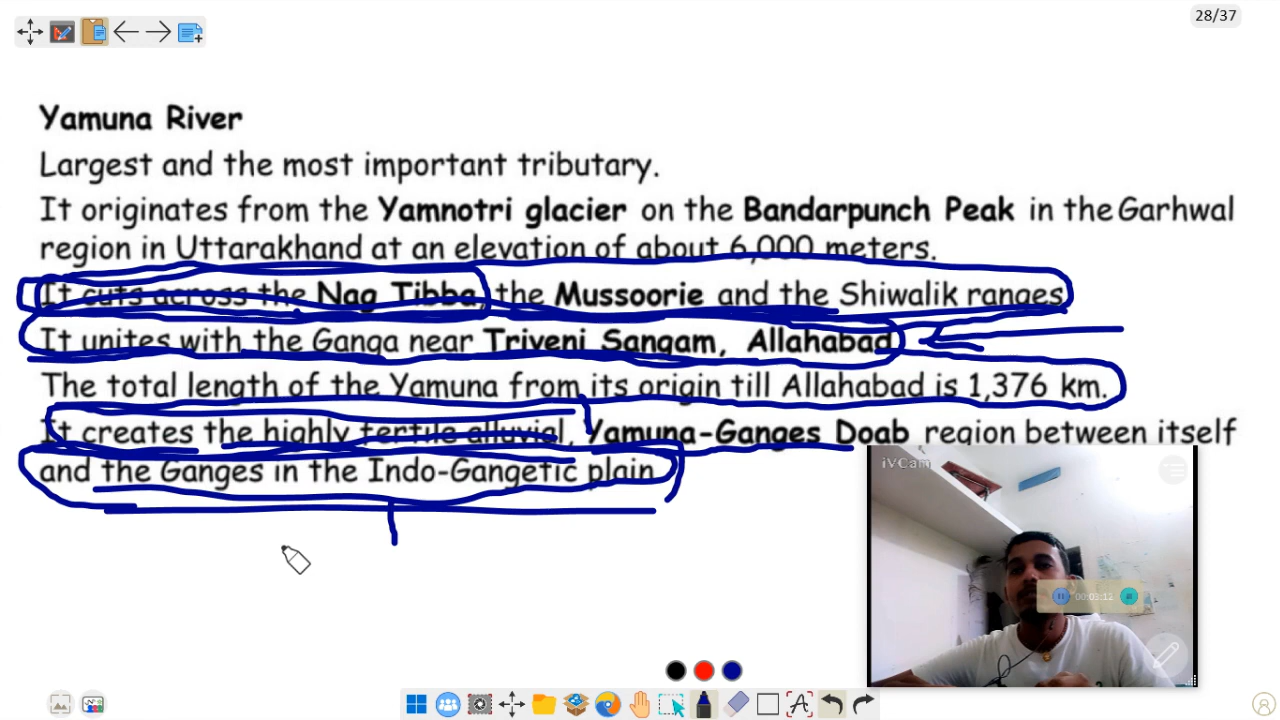 28/37
Yamuna River
Largest and the most important tributary.
It originates from the Yamnotri glacier on the Bandarpunch Peak in the Garhwal
region in Uttarakhand at an elevation of about 6,000 meters.
It cuts across the Nag Tibba, the Mussoorie and the Shiwalik ranges
It unites with the Ganga near Triveni Sangam, Allahabad
The total length of the Yamuna from its origin till Allahabad is 1,376 km.
It creates the highly fertile alluvial, Yamuna-Ganges Doab region between itself
and the Ganges in the Indo-Gangetic plain
iVCam
00:03:12